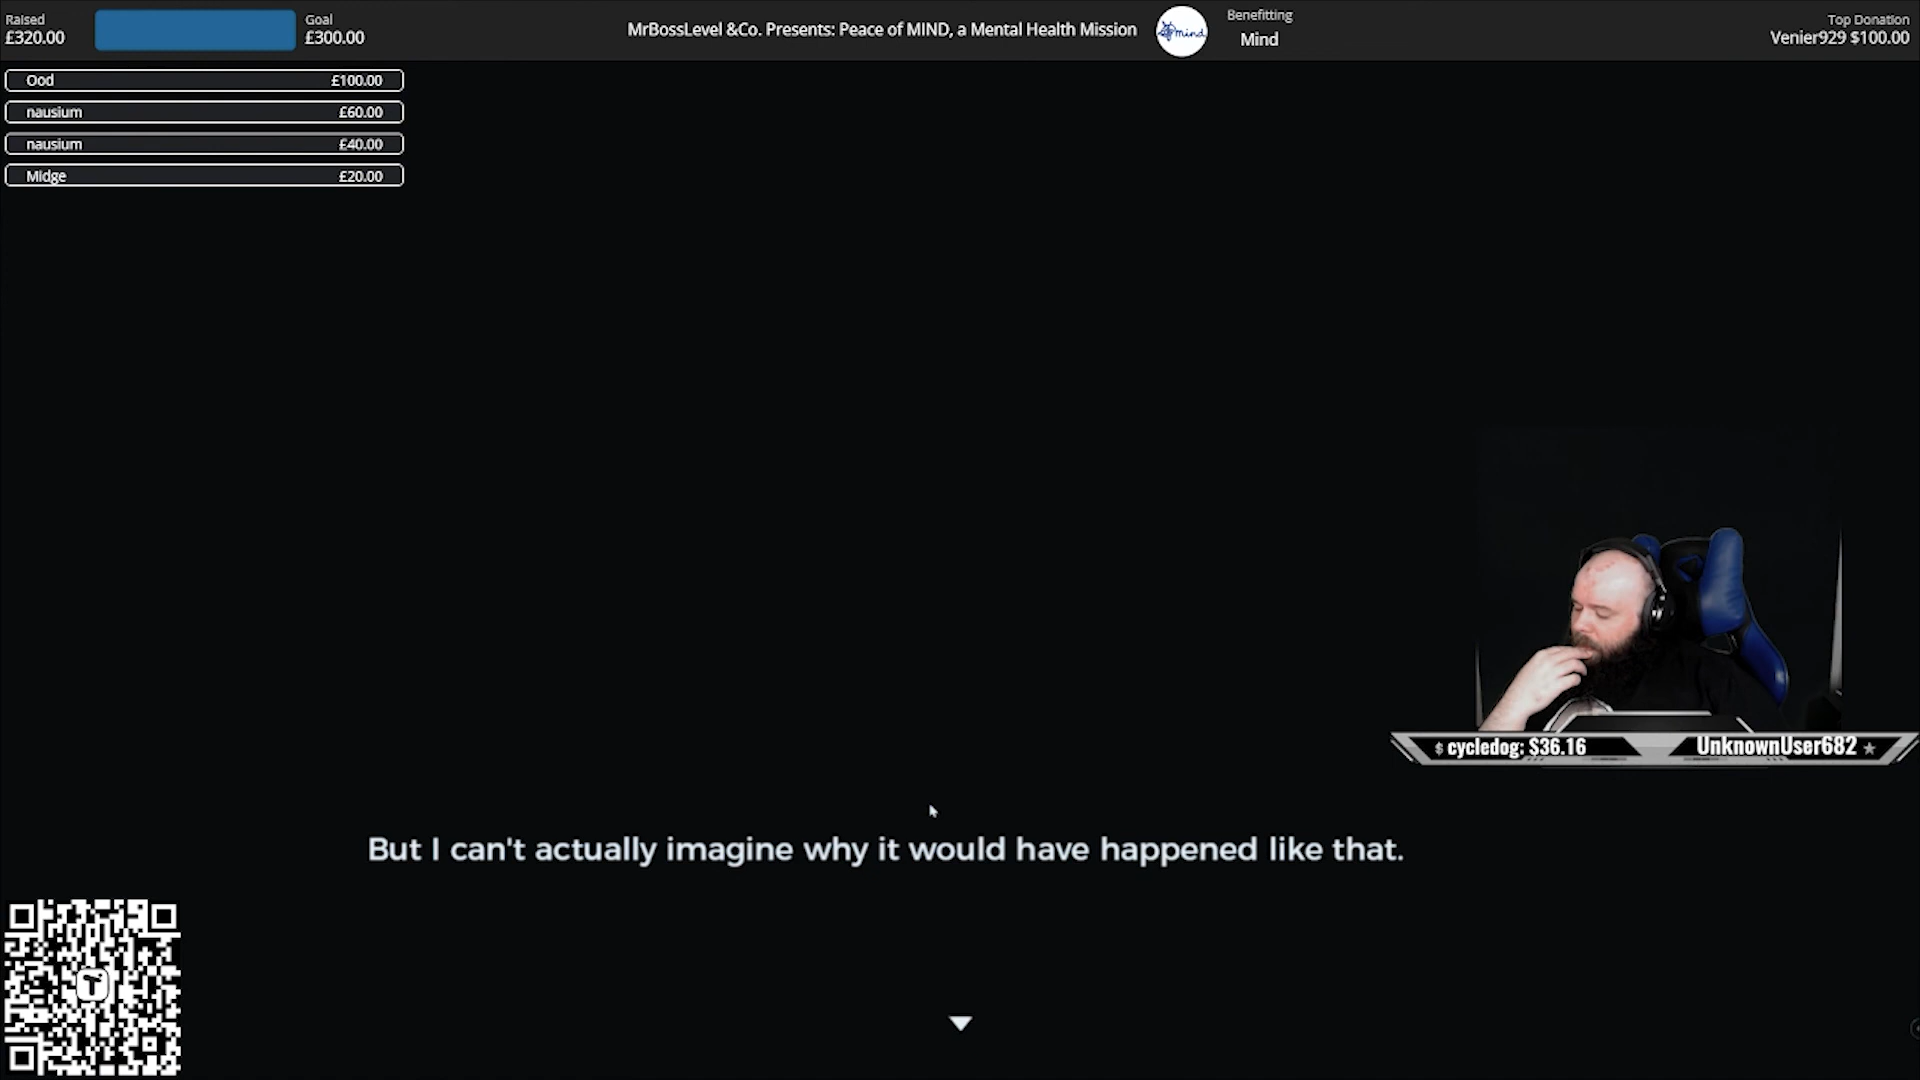 Raised
£320.00
Goal
£300.00
MrBossLevel &Co. Presents: Peace of MIND, a Mental Health Mission
mind
Benefitting
Mind
Top Donation
Venier929 $100.00
Ood £100.00
nausium £60.00
nausium £40.00
Midge £20.00
$ cycledog: $36.16
UnknownUser682 ★
But I can't actually imagine why it would have happened like that.
T